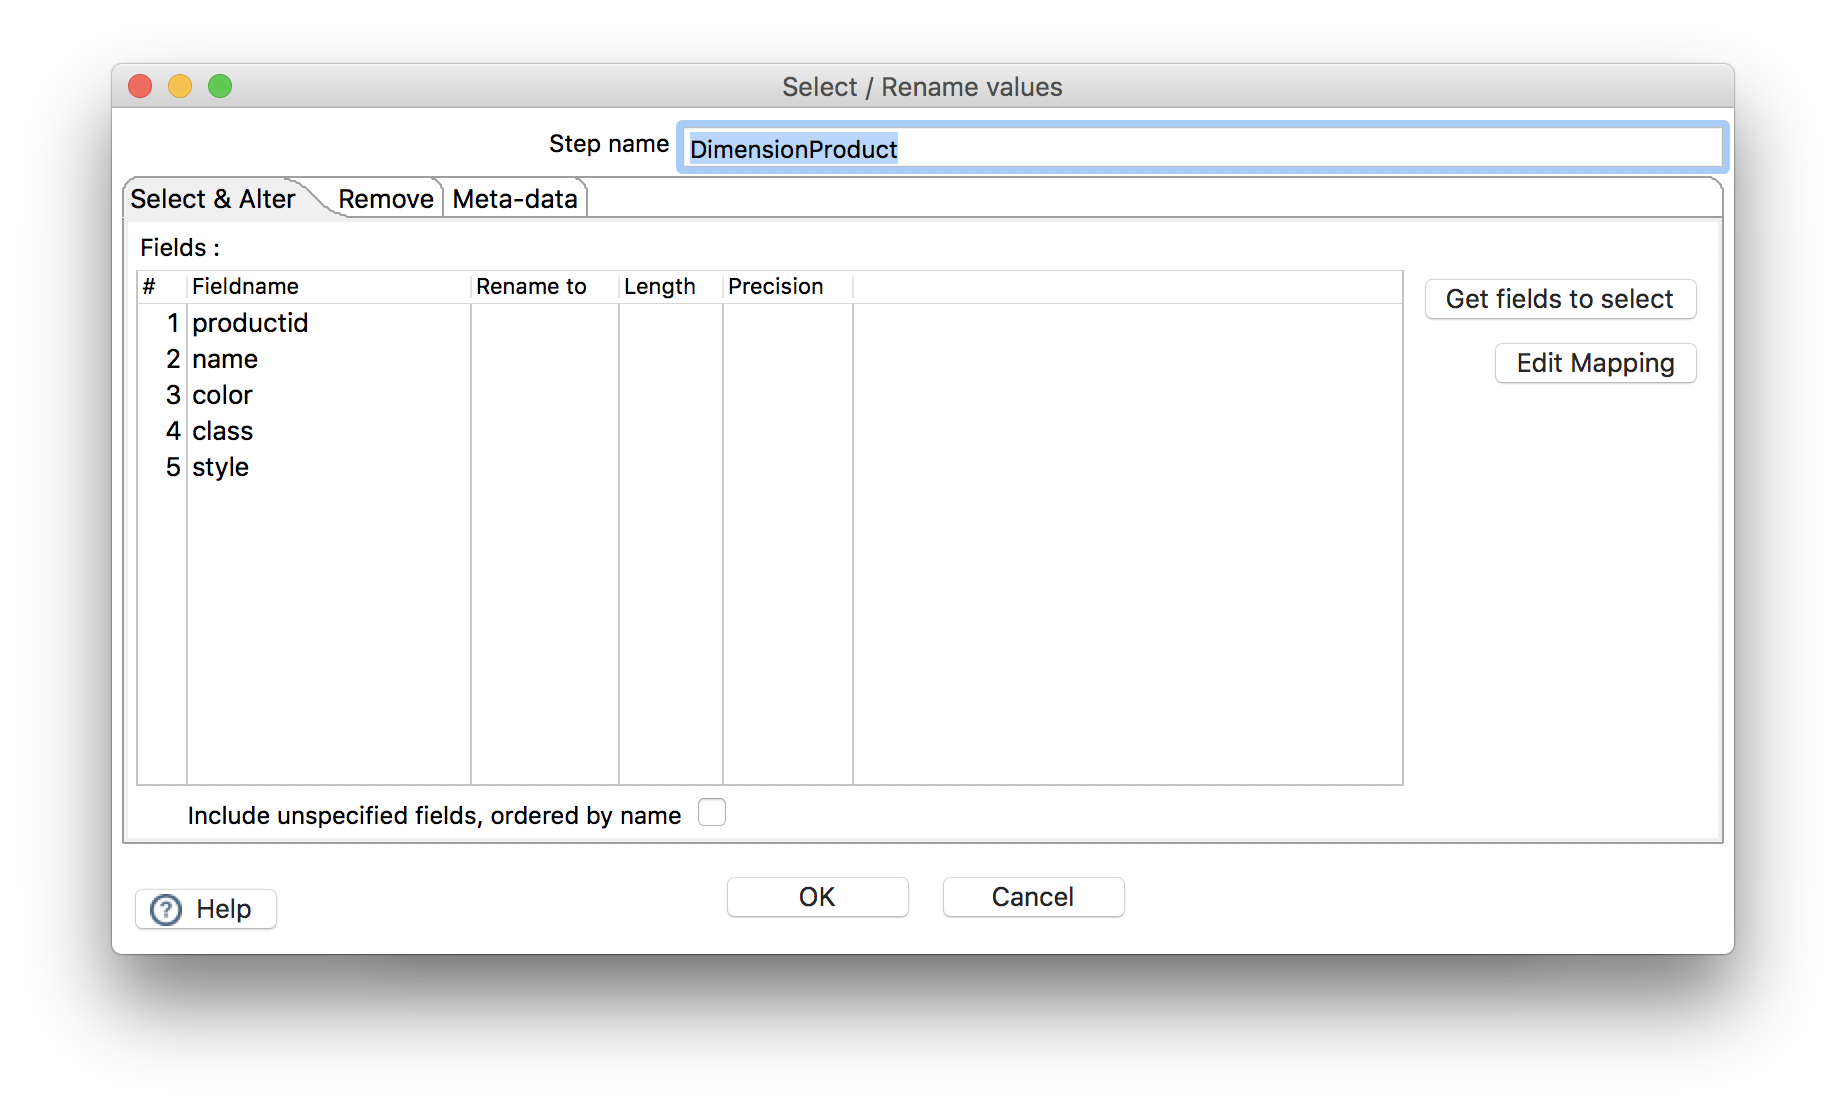 Select / Rename values
Step name DimensionProduct
Select & Alter Remove Meta-data
Fields :
# Fieldname Rename to Length Precision
1 productid
2 name
3 color
4 class
5 style
Get fields to select
Edit Mapping
Include unspecified fields, ordered by name
? Help OK Cancel